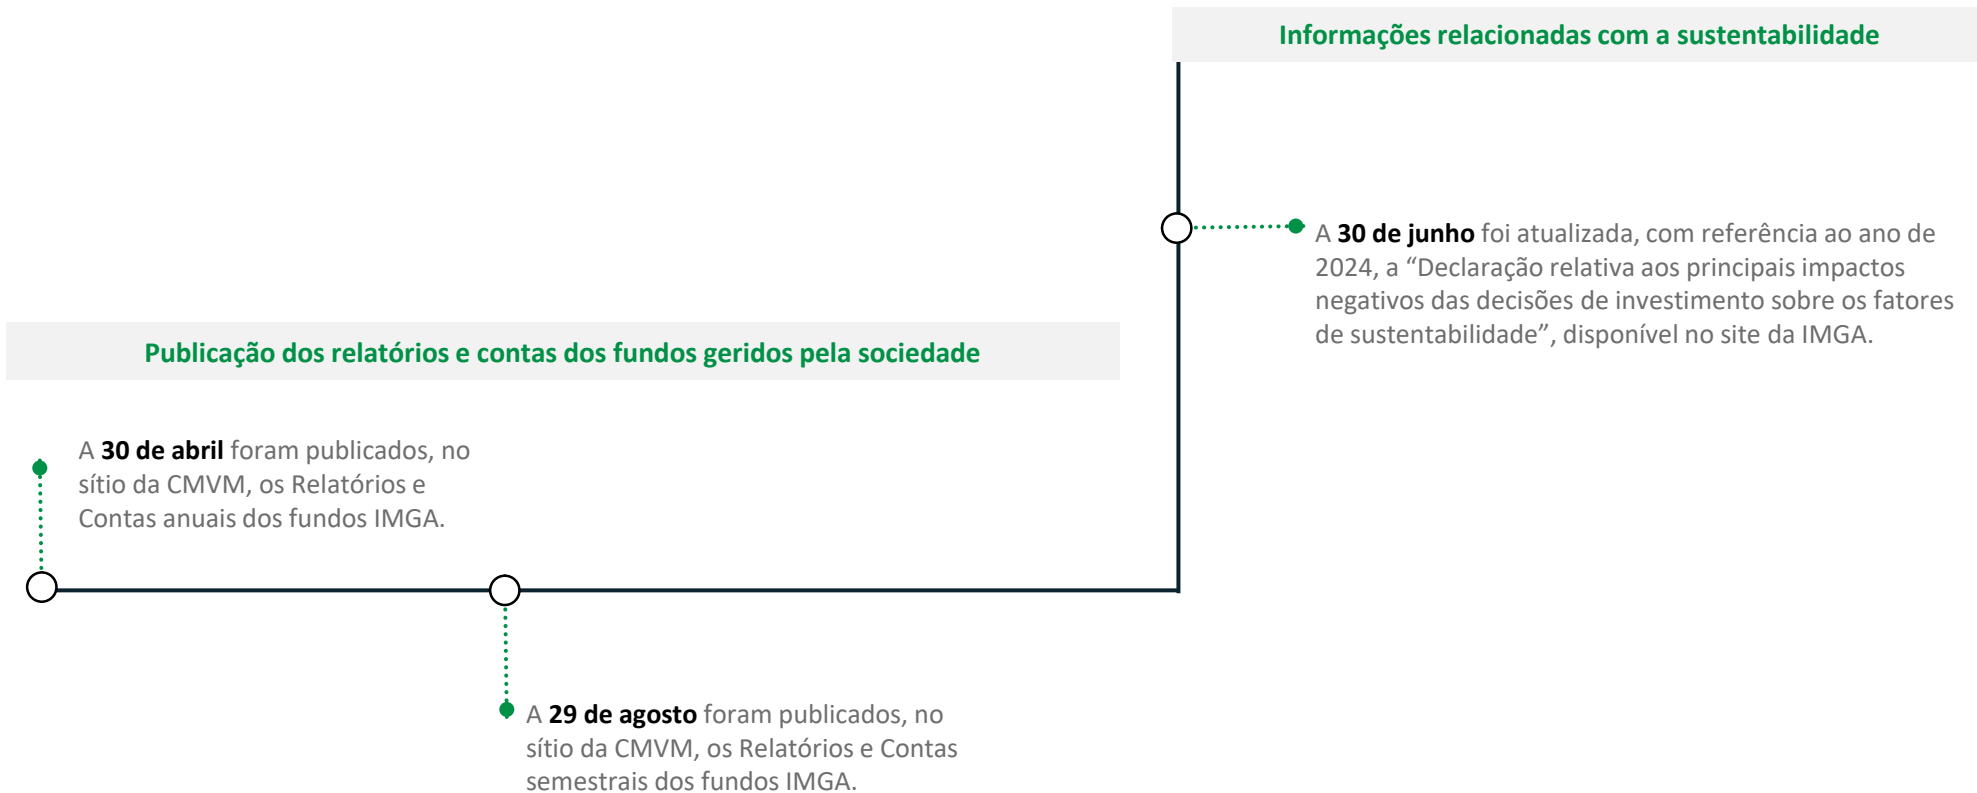 Informações relacionadas com a sustentabilidade
A 30 de junho foi atualizada, com referência ao ano de
2024, a “Declaração relativa aos principais impactos
negativos das decisões de investimento sobre os fatores
de sustentabilidade”, disponível no site da IMGA.
Publicação dos relatórios e contas dos fundos geridos pela sociedade
A 30 de abril foram publicados, no
sítio da CMVM, os Relatórios e
Contas anuais dos fundos IMGA.
A 29 de agosto foram publicados, no
sítio da CMVM, os Relatórios e Contas
semestrais dos fundos IMGA.